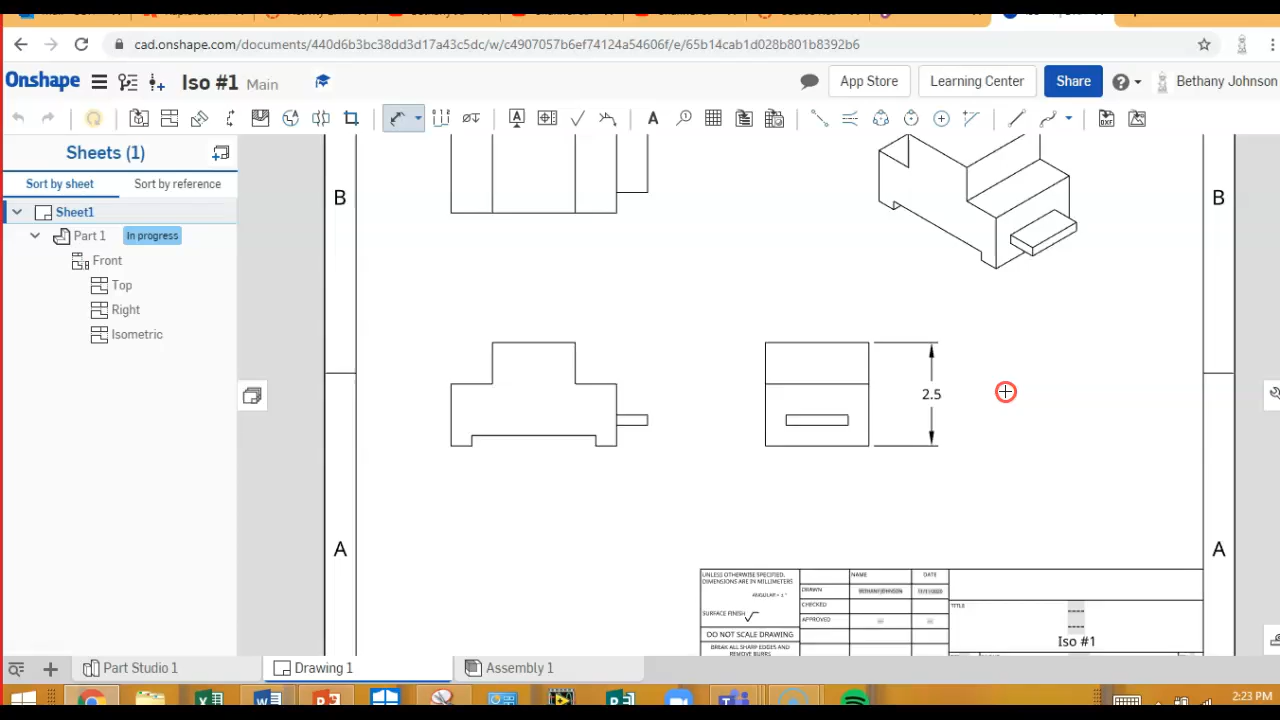 cad.onshape.com/documents/440d6b3bc38dd3d17a43c5dc/w/c4907057b6ef74124a54606f/e/65b14cab1d028b801b8392b6
Onshape Iso #1 Main App Store Learning Center Share Bethany Johnson
Sheets (1)
Sort by sheet Sort by reference
Sheet1
Part 1 In progress
Front
Top
Right
Isometric
B B
2.5
A A
UNLESS OTHERWISE SPECIFIED,
DIMENSIONS ARE IN MILLIMETERS
ANGULAR = ± °
SURFACE FINISH
DO NOT SCALE DRAWING
BREAK ALL SHARP EDGES AND
REMOVE BURRS
NAME DATE
DRAWN BETHANY JOHNSON
CHECKED
APPROVED
TITLE
Iso #1
Part Studio 1 Drawing 1 Assembly 1
2:23 PM